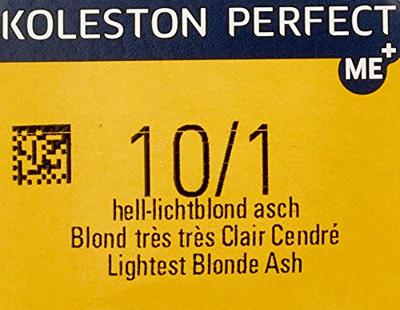 KOLESTON PERFECT
ME+
10/1
hell-lichtblond asch
Blond très très Clair Cendré
Lightest Blonde Ash